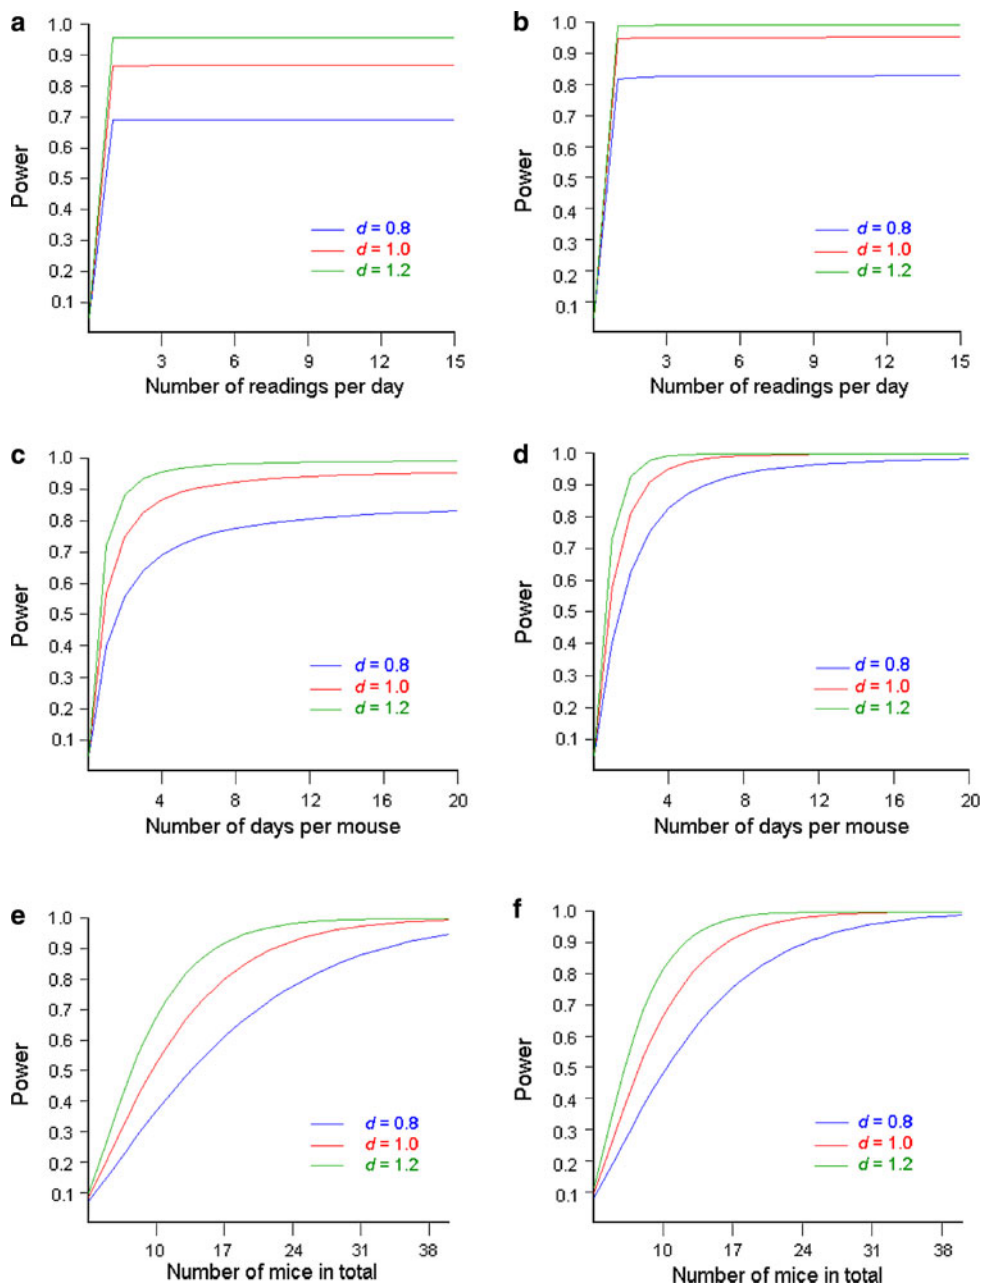 a
1.0
0.9
0.8
0.7
0.6
0.5
0.4
0.3
0.2
0.1
Power
d = 0.8
d = 1.0
d = 1.2
3 6 9 12 15
Number of readings per day
b
1.0
0.9
0.8
0.7
0.6
0.5
0.4
0.3
0.2
0.1
Power
d = 0.8
d = 1.0
d = 1.2
3 6 9 12 15
Number of readings per day
c
1.0
0.9
0.8
0.7
0.6
0.5
0.4
0.3
0.2
0.1
Power
d = 0.8
d = 1.0
d = 1.2
4 8 12 16 20
Number of days per mouse
d
1.0
0.9
0.8
0.7
0.6
0.5
0.4
0.3
0.2
0.1
Power
d = 0.8
d = 1.0
d = 1.2
4 8 12 16 20
Number of days per mouse
e
1.0
0.9
0.8
0.7
0.6
0.5
0.4
0.3
0.2
0.1
Power
d = 0.8
d = 1.0
d = 1.2
10 17 24 31 38
Number of mice in total
f
1.0
0.9
0.8
0.7
0.6
0.5
0.4
0.3
0.2
0.1
Power
d = 0.8
d = 1.0
d = 1.2
10 17 24 31 38
Number of mice in total